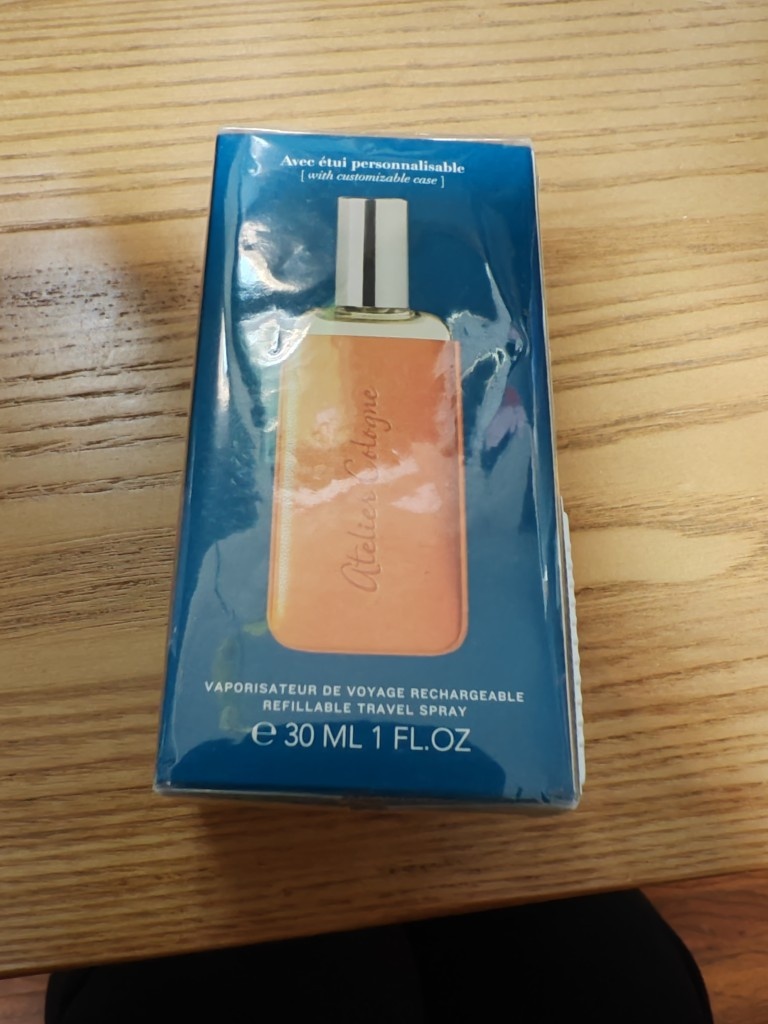 Avec étui personnalisable
[ with customizable case ]
Atelier Cologne
VAPORISATEUR DE VOYAGE RECHARGEABLE
REFILLABLE TRAVEL SPRAY
℮ 30 ML 1 FL.OZ